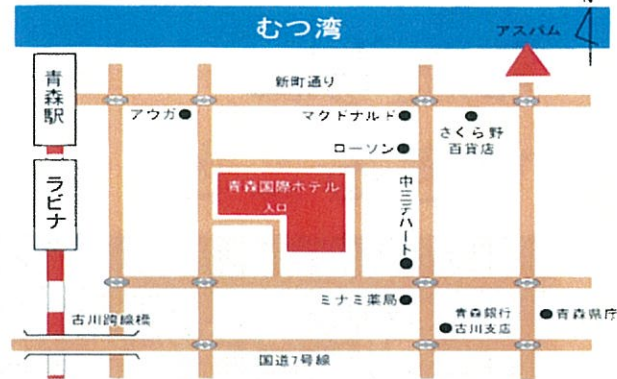 むつ湾
アスパム
N
青森駅
新町通り
アウガ
マクドナルド
さくら野
百貨店
ローソン
ラビナ
青森国際ホテル
入口
中三デパート
ミナミ薬局
青森銀行
古川支店
青森県庁
古川跨線橋
国道7号線